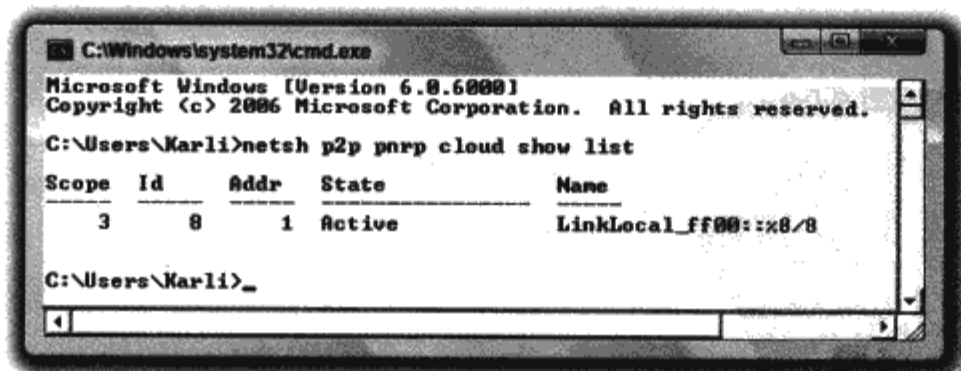 C:\Windows\system32\cmd.exe
Microsoft Windows [Version 6.0.6000]
Copyright (c) 2006 Microsoft Corporation. All rights reserved.
C:\Users\Karli>netsh p2p pnrp cloud show list
Scope Id Addr State Name
3 8 1 Active LinkLocal_ff00::%8/8
C:\Users\Karli>_